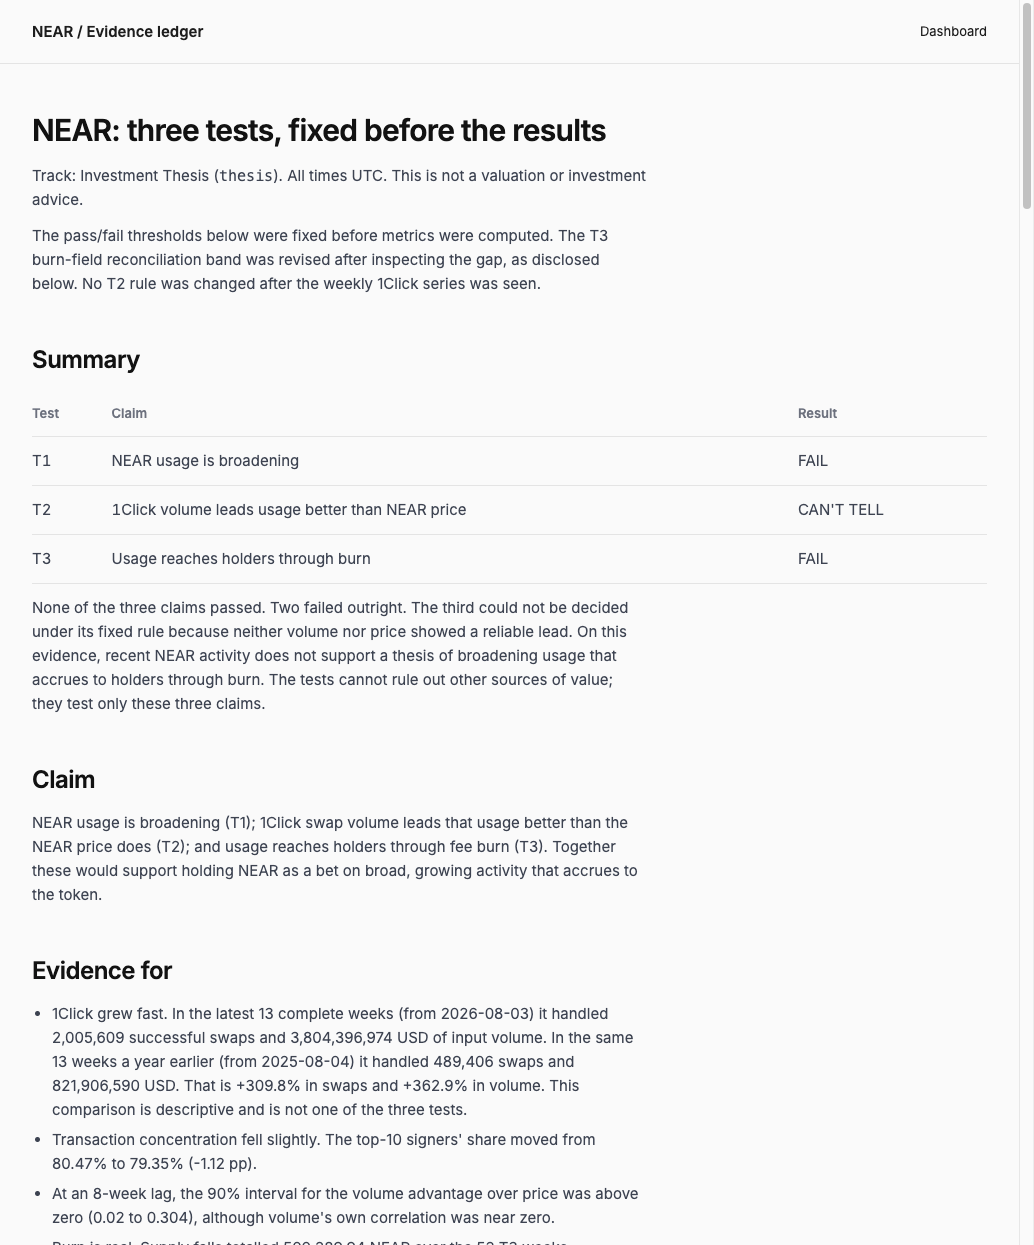 NEAR / Evidence ledger
Dashboard
NEAR: three tests, fixed before the results
Track: Investment Thesis (thesis). All times UTC. This is not a valuation or investment
advice.
The pass/fail thresholds below were fixed before metrics were computed. The T3
burn-field reconciliation band was revised after inspecting the gap, as disclosed
below. No T2 rule was changed after the weekly 1Click series was seen.
Summary
Test Claim Result
T1 NEAR usage is broadening FAIL
T2 1Click volume leads usage better than NEAR price CAN'T TELL
T3 Usage reaches holders through burn FAIL
None of the three claims passed. Two failed outright. The third could not be decided
under its fixed rule because neither volume nor price showed a reliable lead. On this
evidence, recent NEAR activity does not support a thesis of broadening usage that
accrues to holders through burn. The tests cannot rule out other sources of value;
they test only these three claims.
Claim
NEAR usage is broadening (T1); 1Click swap volume leads that usage better than the
NEAR price does (T2); and usage reaches holders through fee burn (T3). Together
these would support holding NEAR as a bet on broad, growing activity that accrues to
the token.
Evidence for
• 1Click grew fast. In the latest 13 complete weeks (from 2026-08-03) it handled
2,005,609 successful swaps and 3,804,396,974 USD of input volume. In the same
13 weeks a year earlier (from 2025-08-04) it handled 489,406 swaps and
821,906,590 USD. That is +309.8% in swaps and +362.9% in volume. This
comparison is descriptive and is not one of the three tests.
• Transaction concentration fell slightly. The top-10 signers' share moved from
80.47% to 79.35% (-1.12 pp).
• At an 8-week lag, the 90% interval for the volume advantage over price was above
zero (0.02 to 0.304), although volume's own correlation was near zero.